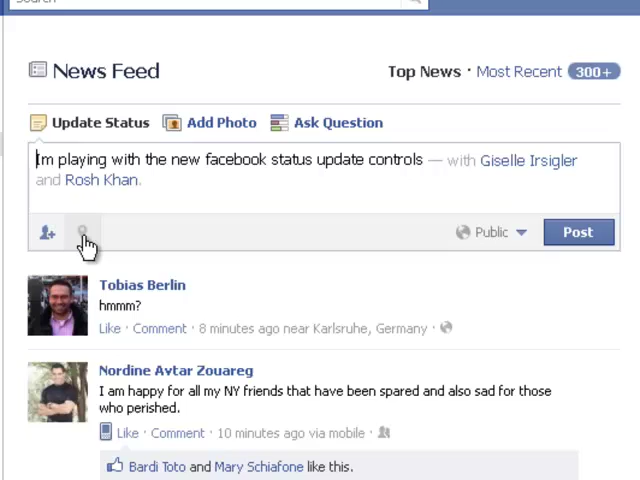 Search
News Feed
Top News · Most Recent 300+
Update Status Add Photo Ask Question
I'm playing with the new facebook status update controls — with Giselle Irsigler
and Rosh Khan.
Public Post
Tobias Berlin
hmmm?
Like · Comment · 8 minutes ago near Karlsruhe, Germany ·
Nordine Avtar Zouareg
I am happy for all my NY friends that have been spared and also sad for those
who perished.
Like · Comment · 10 minutes ago via mobile ·
Bardi Toto and Mary Schiafone like this.